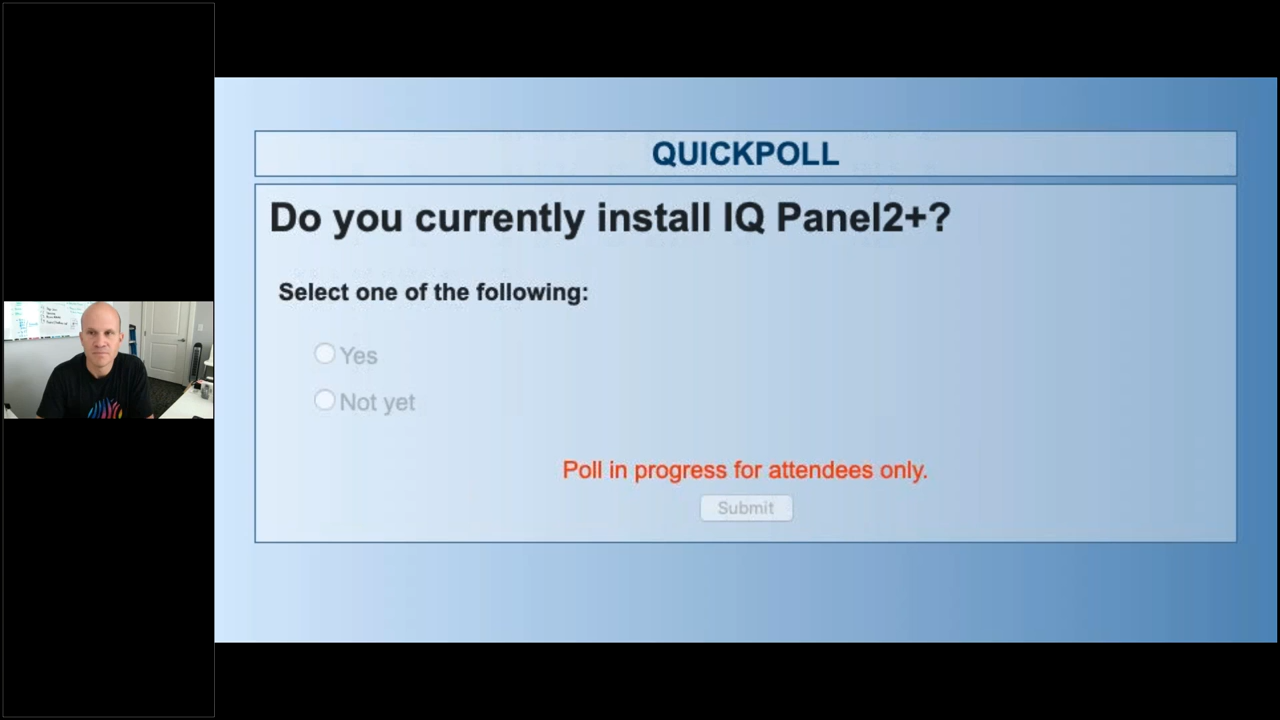 QUICKPOLL
Do you currently install IQ Panel2+?
Select one of the following:
Yes
Not yet
Poll in progress for attendees only.
Submit